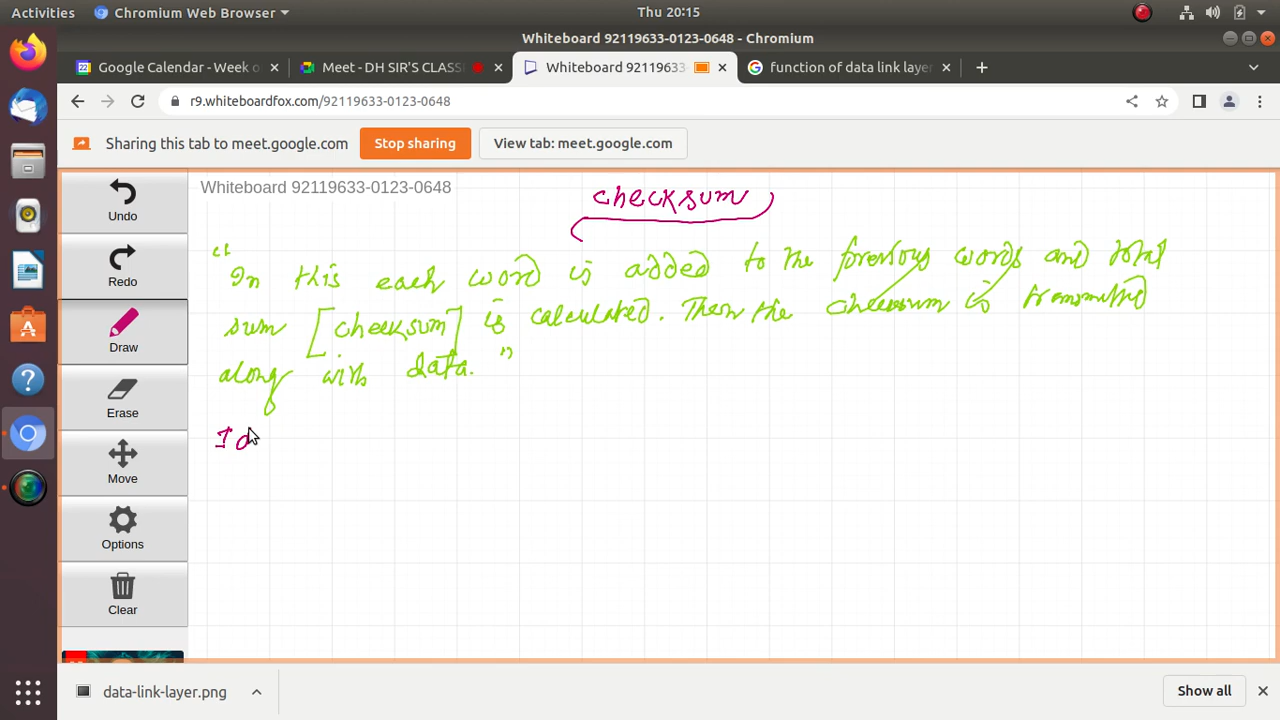 Activities Chromium Web Browser Thu 20:15
Whiteboard 92119633-0123-0648 - Chromium
Google Calendar - Week o Meet - DH SIR'S CLASS Whiteboard 92119633 function of data link layer
r9.whiteboardfox.com/92119633-0123-0648
Sharing this tab to meet.google.com Stop sharing View tab: meet.google.com
Whiteboard 92119633-0123-0648
checksum
"In this each word is added to the previous words and total
sum [checksum] is calculated. Then the checksum is transmitted
along with data."
Undo
Redo
Draw
Erase
Move
Options
Clear
data-link-layer.png Show all